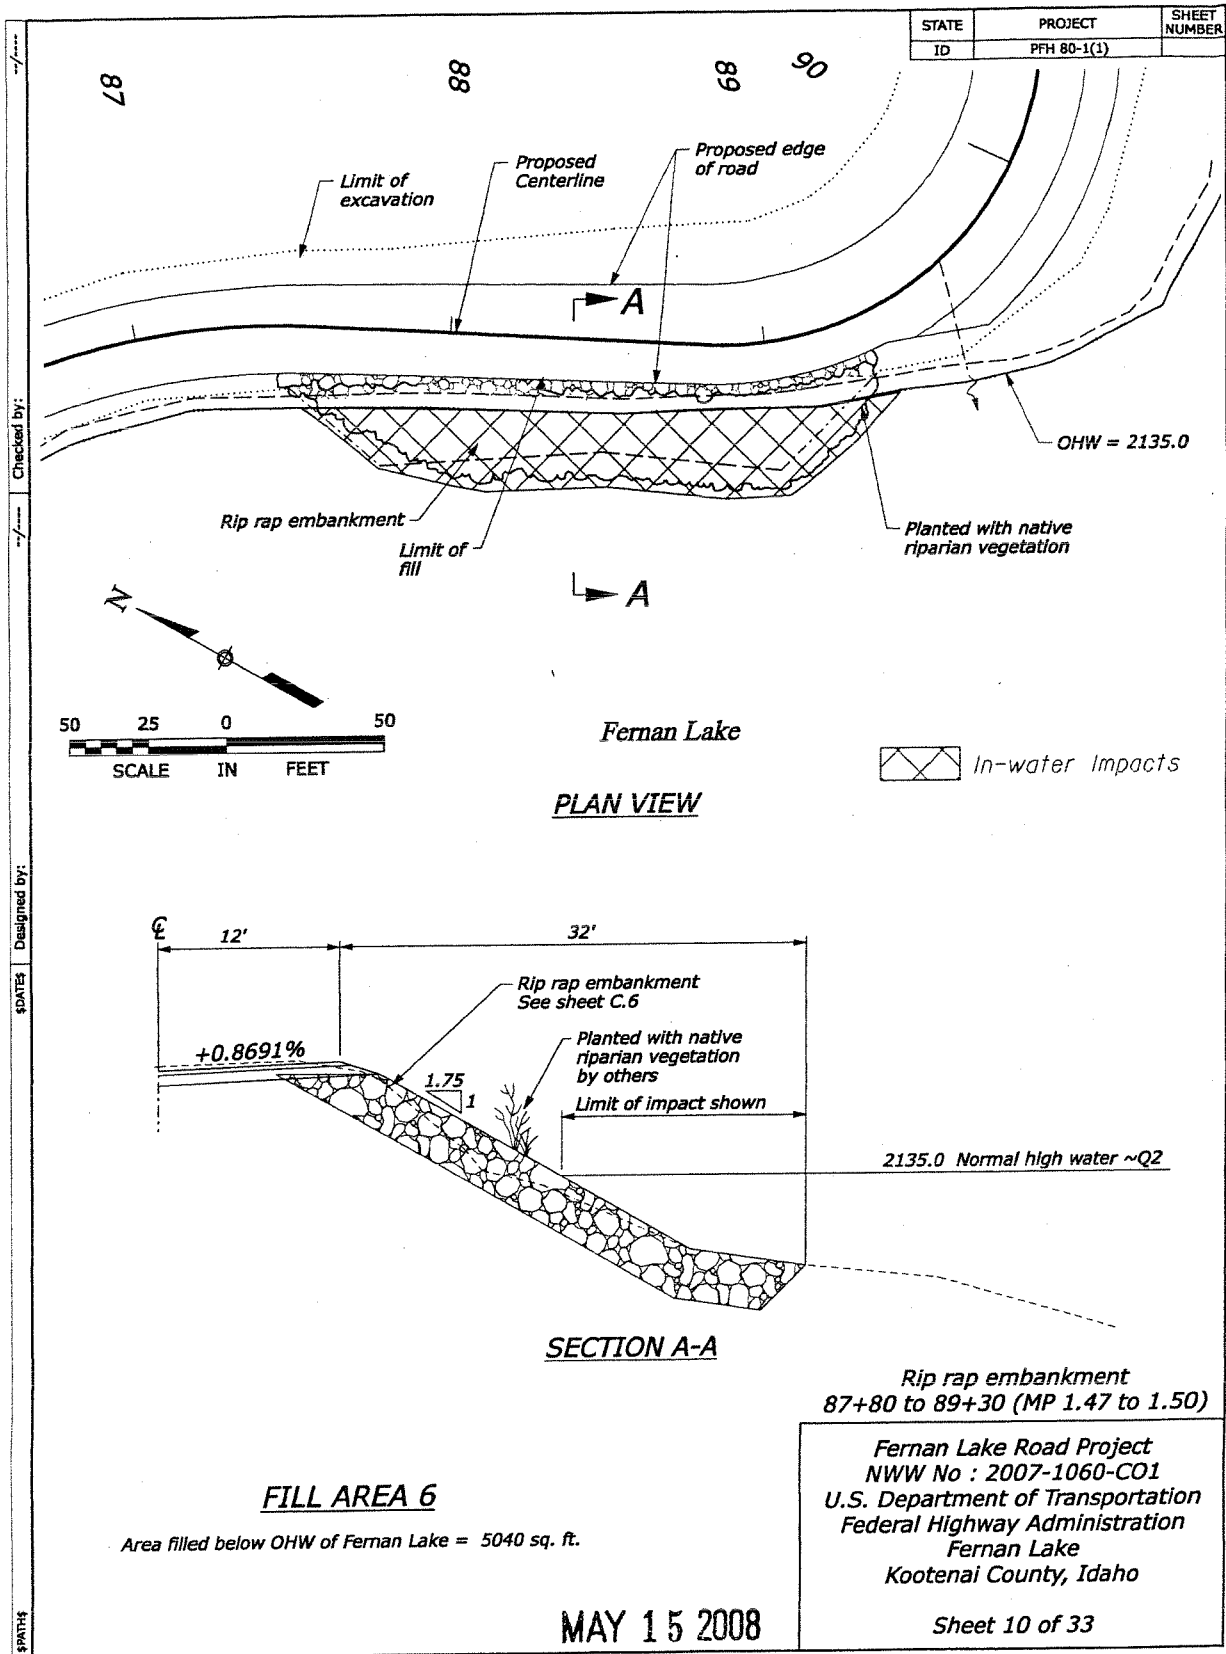 STATE
PROJECT
SHEET
NUMBER
ID
PFH 80-1(1)
87
88
89
90
Limit of
excavation
Proposed
Centerline
Proposed edge
of road
A
OHW = 2135.0
Rip rap embankment
Limit of
fill
Planted with native
riparian vegetation
A
N
50 25 0 50
SCALE IN FEET
Fernan Lake
In-water Impacts
PLAN VIEW
℄
12'
32'
Rip rap embankment
See sheet C.6
+0.8691%
Planted with native
riparian vegetation
by others
1.75
1
Limit of impact shown
2135.0 Normal high water ~Q2
SECTION A-A
Rip rap embankment
87+80 to 89+30 (MP 1.47 to 1.50)
FILL AREA 6
Area filled below OHW of Fernan Lake = 5040 sq. ft.
Fernan Lake Road Project
NWW No : 2007-1060-CO1
U.S. Department of Transportation
Federal Highway Administration
Fernan Lake
Kootenai County, Idaho
Sheet 10 of 33
MAY 15 2008
--/----
Checked by:
--/----
Designed by:
$DATE$
$PATH$